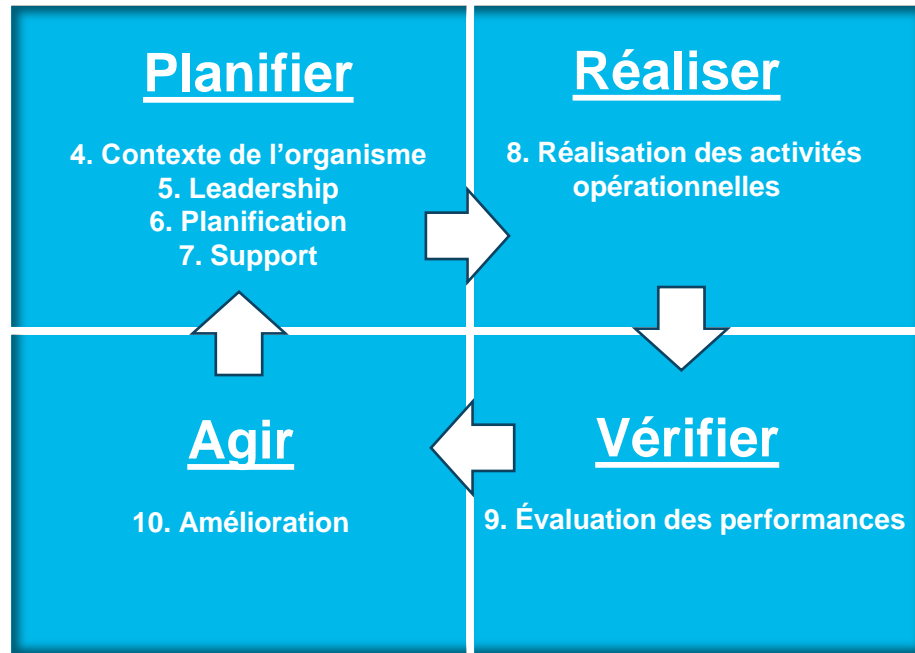 Planifier
4. Contexte de l’organisme
5. Leadership
6. Planification
7. Support
Réaliser
8. Réalisation des activités
opérationnelles
Agir
10. Amélioration
Vérifier
9. Évaluation des performances